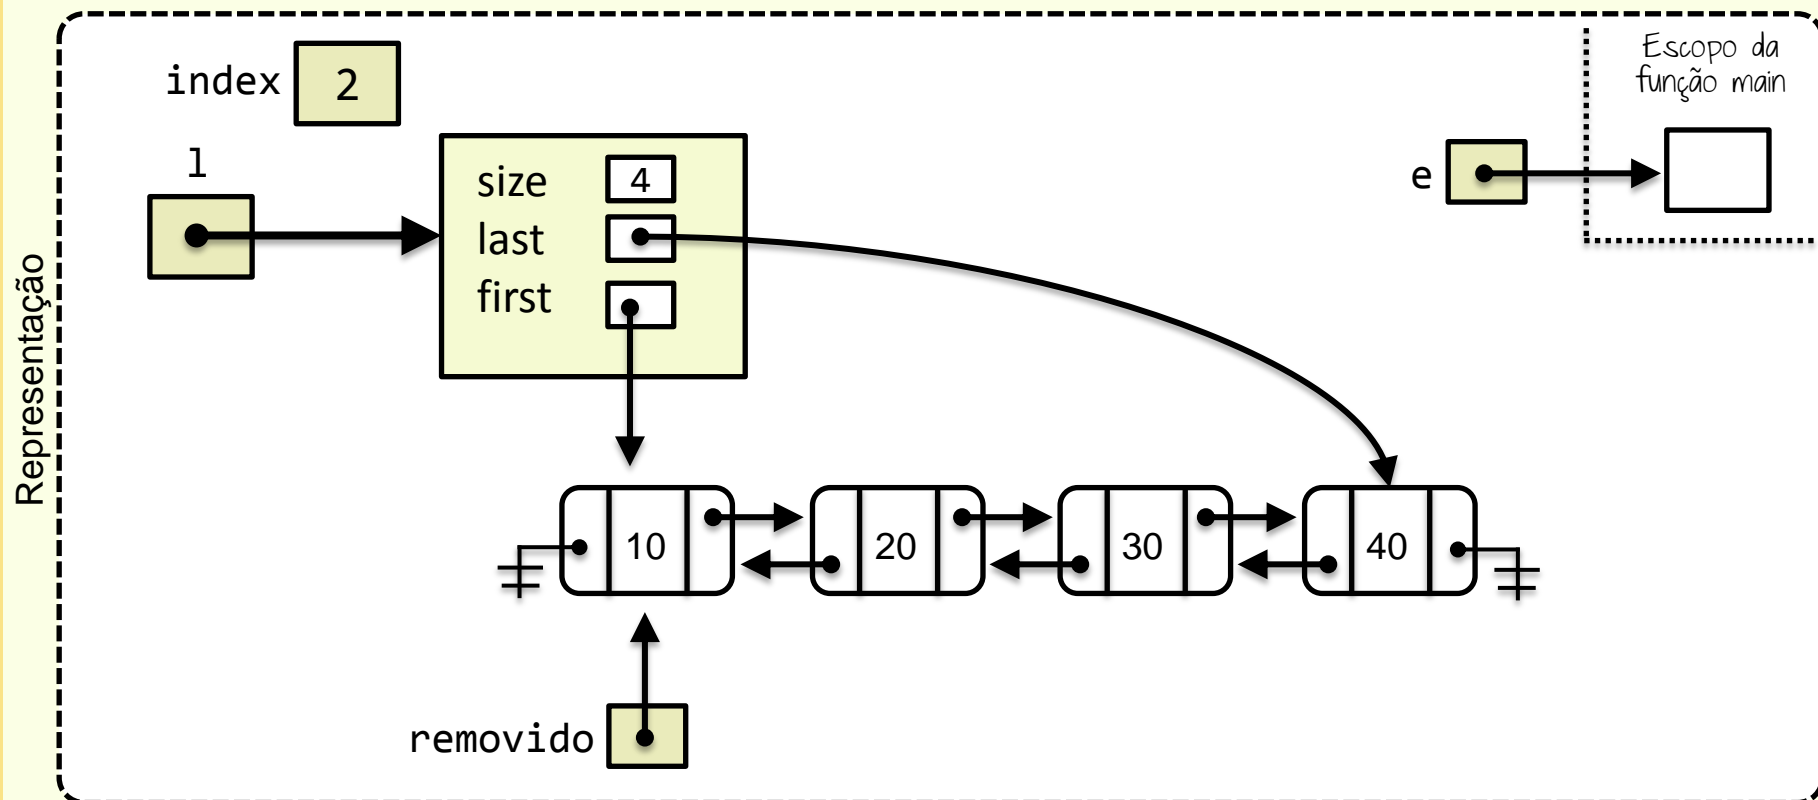 Representação
index 2
Escopo da
função main
l
size 4
last
first
e
10 20 30 40
removido